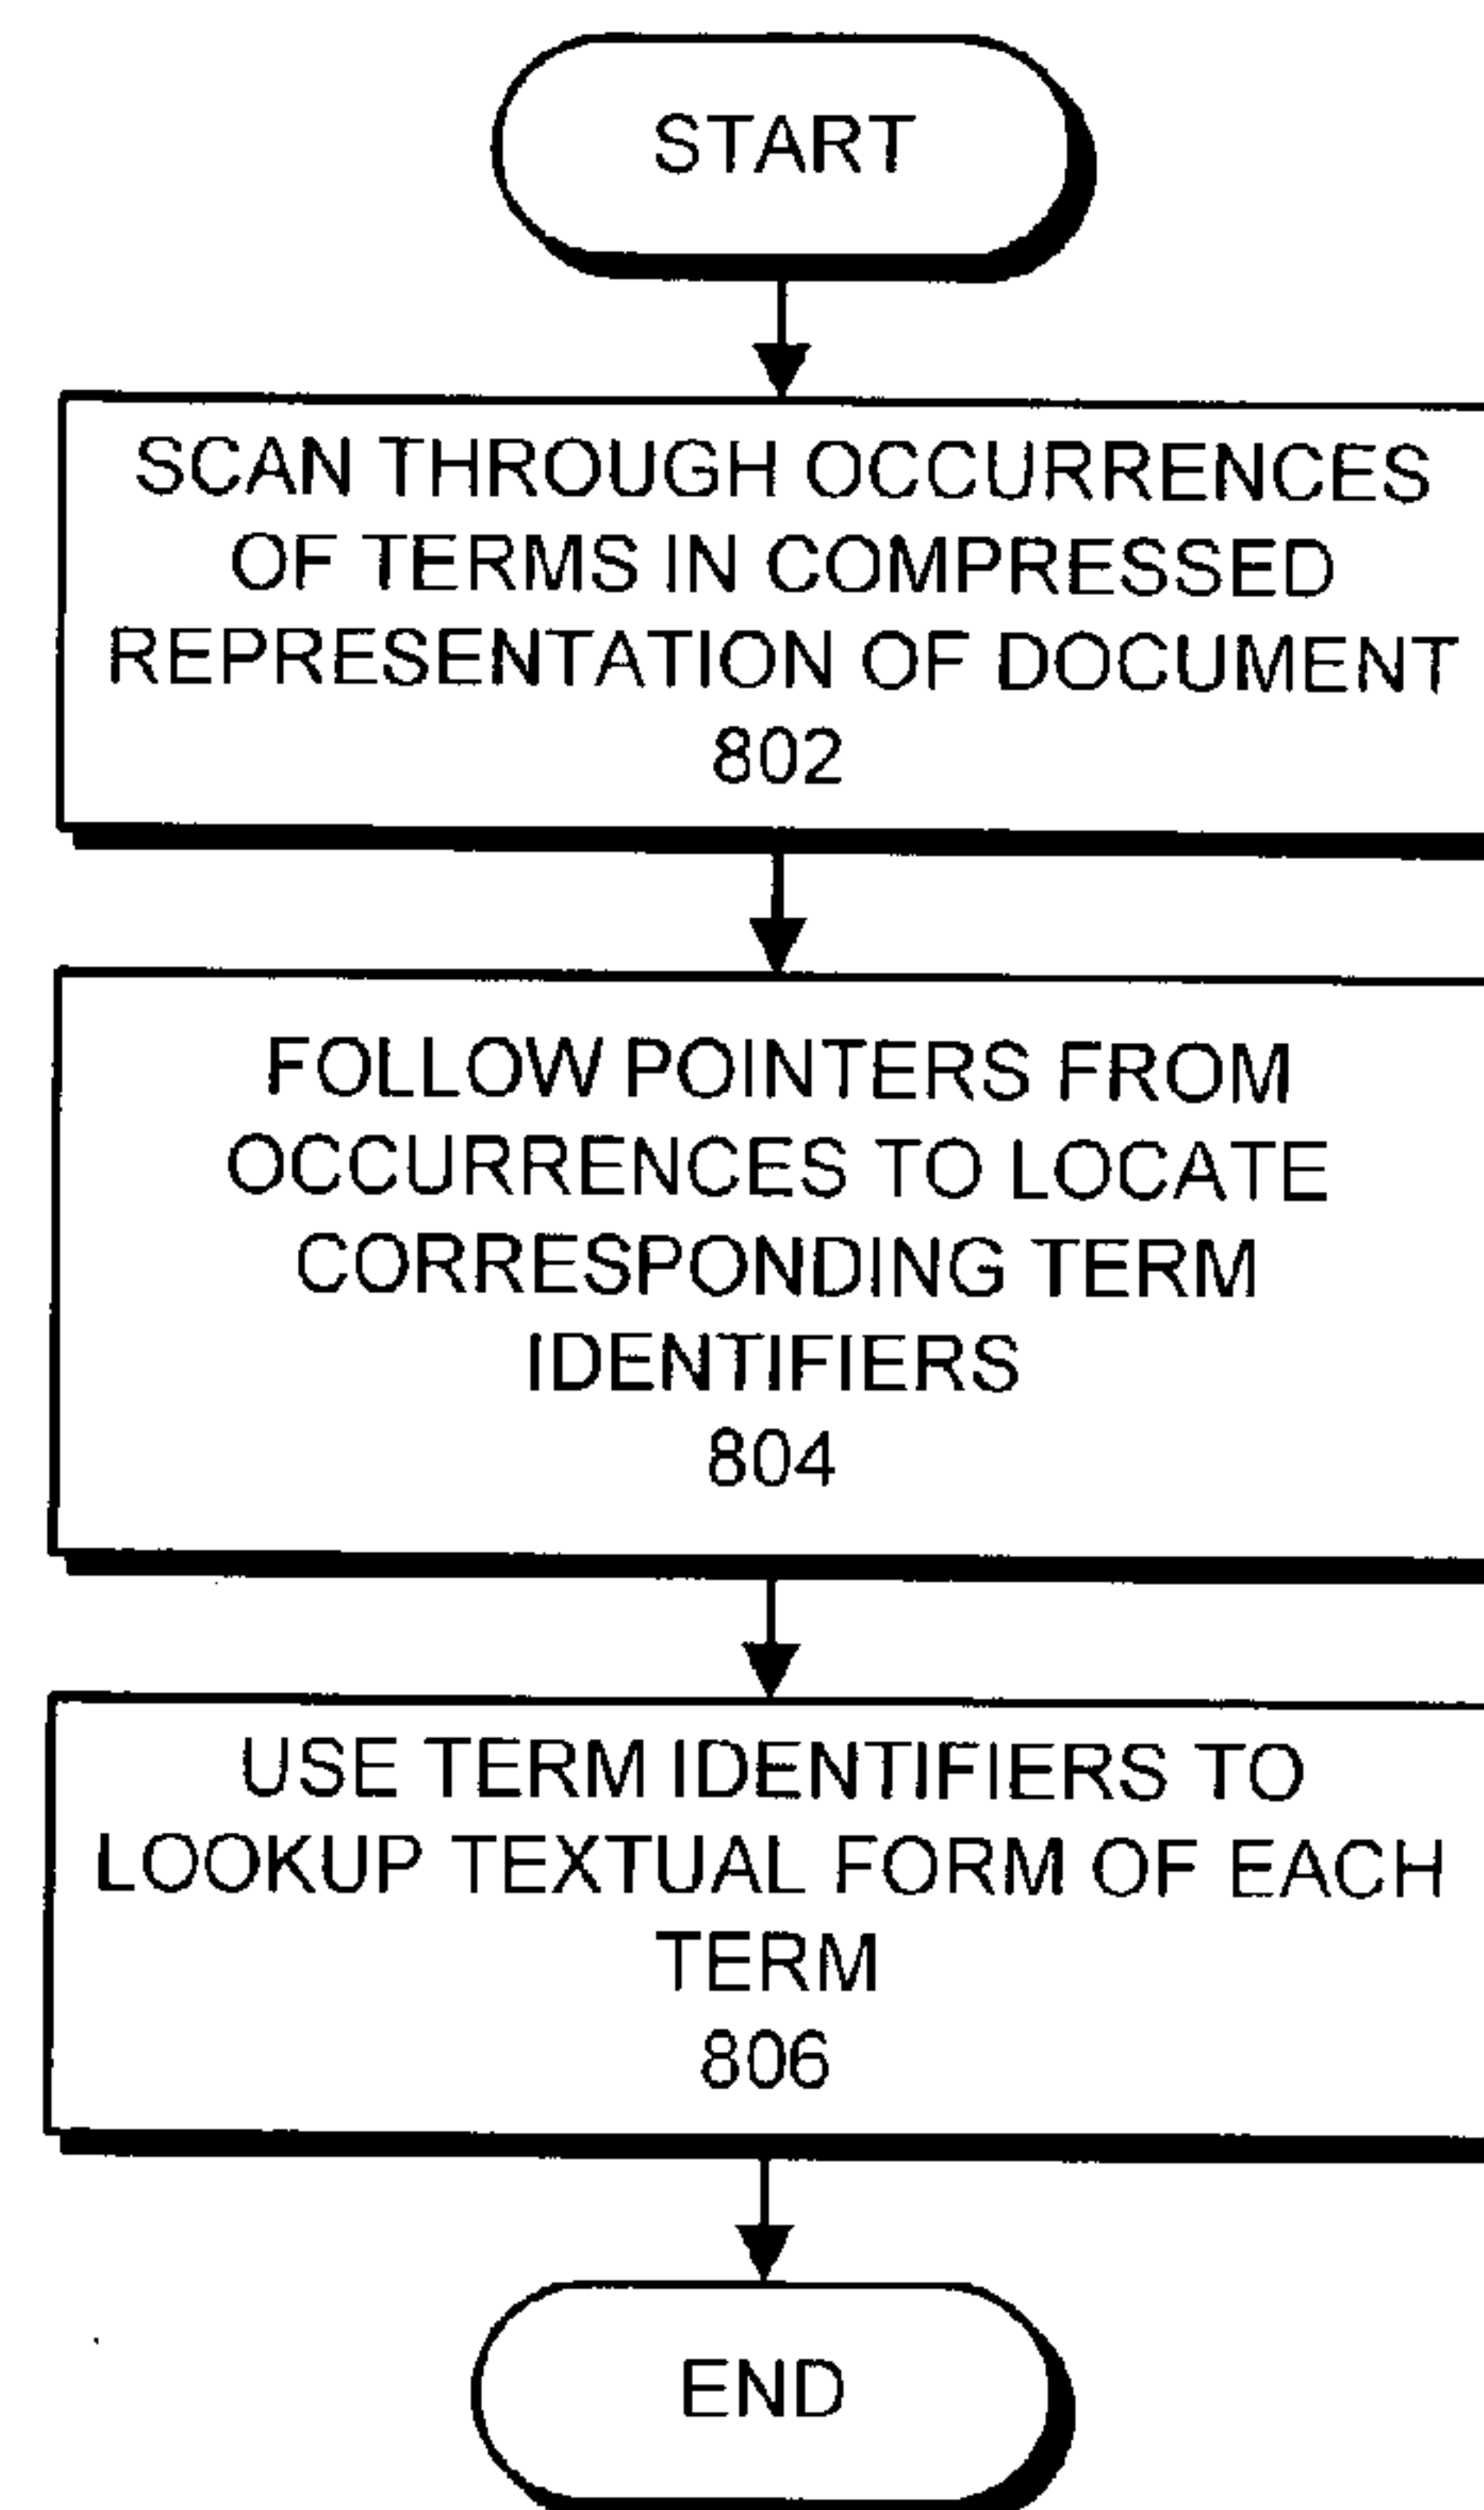 START
SCAN THROUGH OCCURRENCES
OF TERMS IN COMPRESSED
REPRESENTATION OF DOCUMENT
802
FOLLOW POINTERS FROM
OCCURRENCES TO LOCATE
CORRESPONDING TERM
IDENTIFIERS
804
USE TERM IDENTIFIERS TO
LOOKUP TEXTUAL FORM OF EACH
TERM
806
END